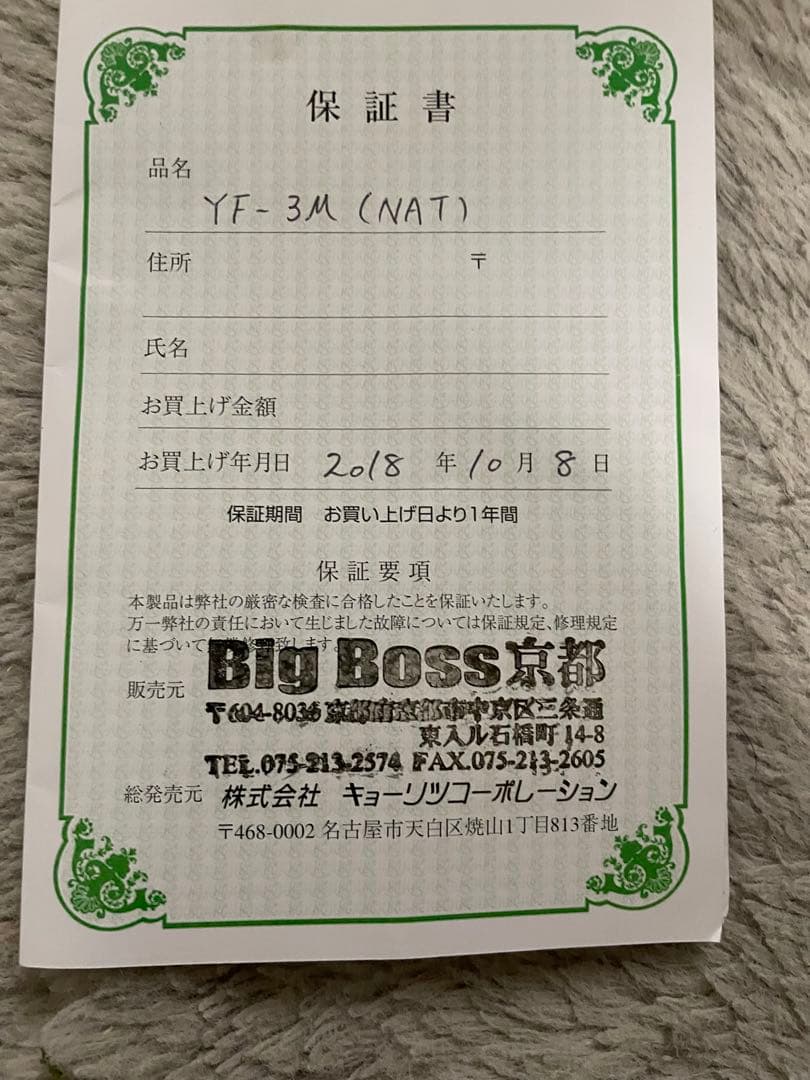 保証書
品名
YF-3M (NAT)
住所 〒
氏名
お買上げ金額
お買上げ年月日 2018 年 10 月 8 日
保証期間 お買い上げ日より1年間
保証要項
本製品は弊社の厳密な検査に合格したことを保証いたします。
万一弊社の責任において生じました故障については保証規定、修理規定
に基づいて無償修理致します。
Big Boss京都
販売元
〒604-8036 京都府京都市中京区三条通
東入ル石橋町 14-8
TEL.075-213-2574 FAX.075-213-2605
総発売元 株式会社 キョーリツコーポレーション
〒468-0002 名古屋市天白区焼山1丁目813番地